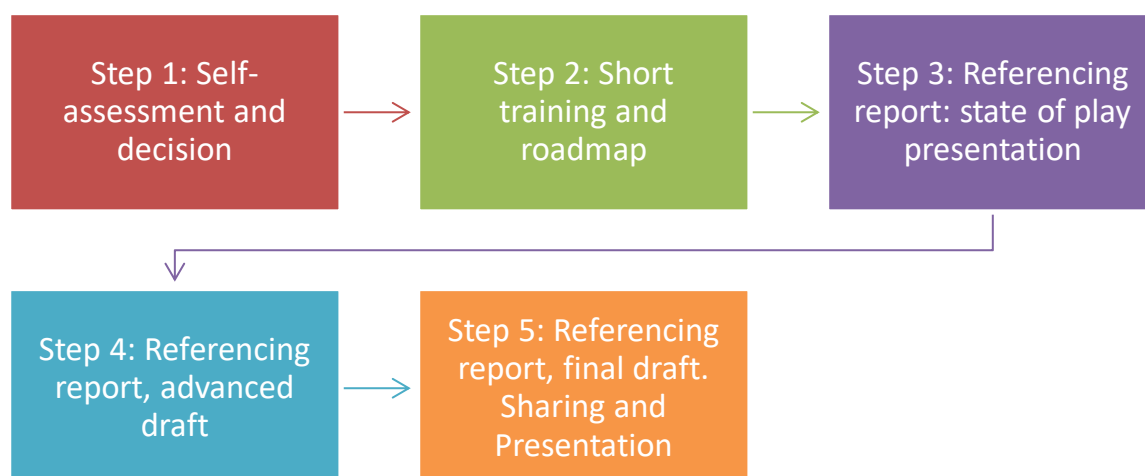 Step 1: Self-
assessment and
decision
Step 2: Short
training and
roadmap
Step 3: Referencing
report: state of play
presentation
Step 4: Referencing
report, advanced
draft
Step 5: Referencing
report, final draft.
Sharing and
Presentation